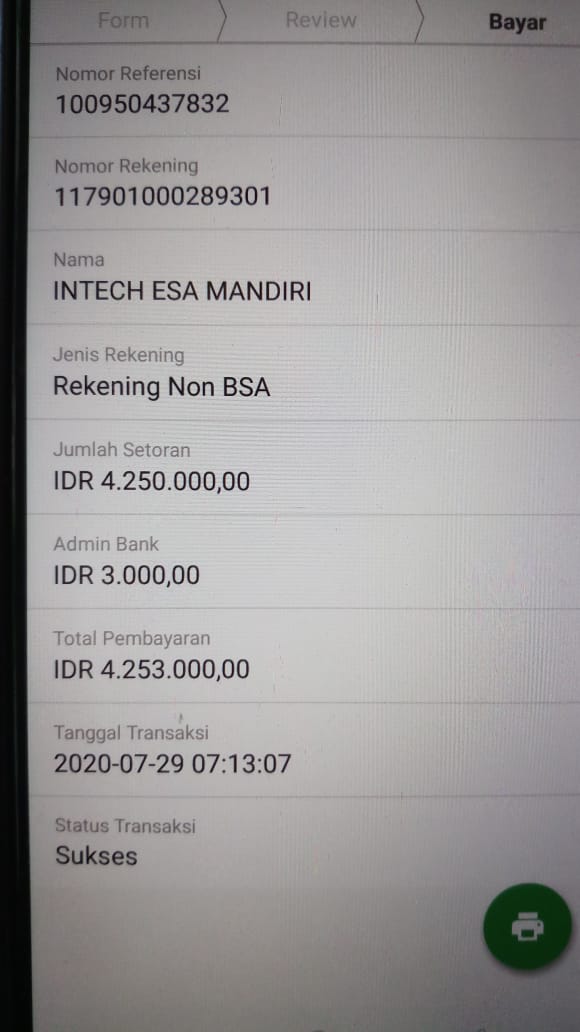 Form
Review
Bayar
Nomor Referensi
100950437832
Nomor Rekening
117901000289301
Nama
INTECH ESA MANDIRI
Jenis Rekening
Rekening Non BSA
Jumlah Setoran
IDR 4.250.000,00
Admin Bank
IDR 3.000,00
Total Pembayaran
IDR 4.253.000,00
Tanggal Transaksi
2020-07-29 07:13:07
Status Transaksi
Sukses